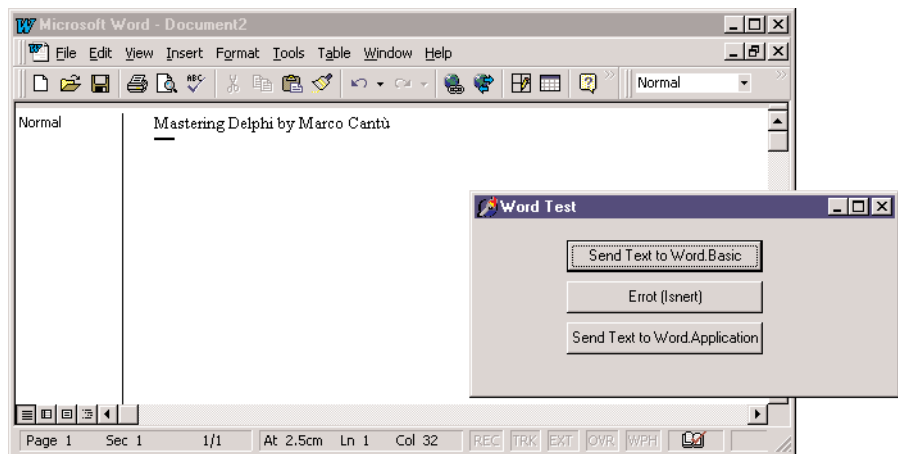 Microsoft Word - Document2
File Edit View Insert Format Tools Table Window Help
ABC
Normal
Normal
Mastering Delphi by Marco Cantù
Word Test
Send Text to Word.Basic
Errot (Isnert)
Send Text to Word.Application
Page 1 Sec 1 1/1 At 2.5cm Ln 1 Col 32 REC TRK EXT OVR WPH